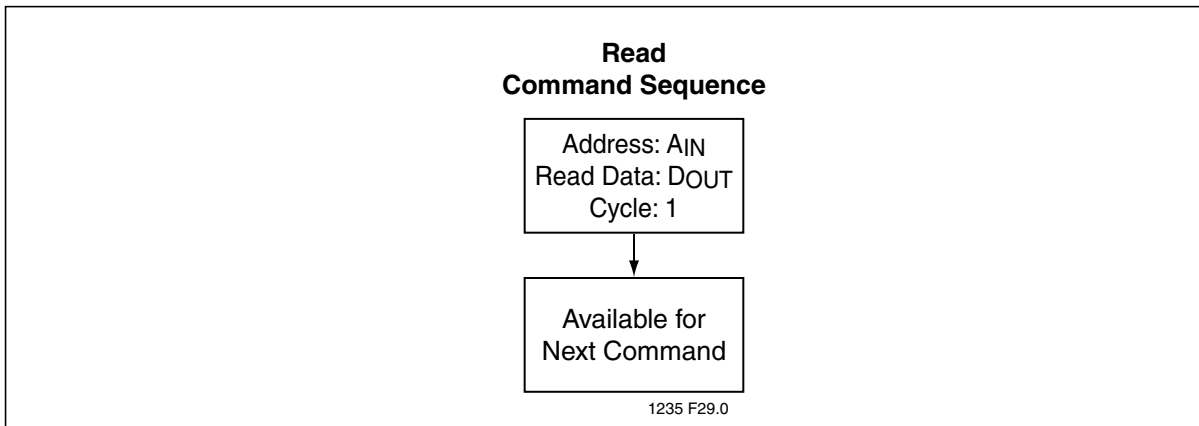 Read
Command Sequence
Address: AIN
Read Data: DOUT
Cycle: 1
Available for
Next Command
1235 F29.0